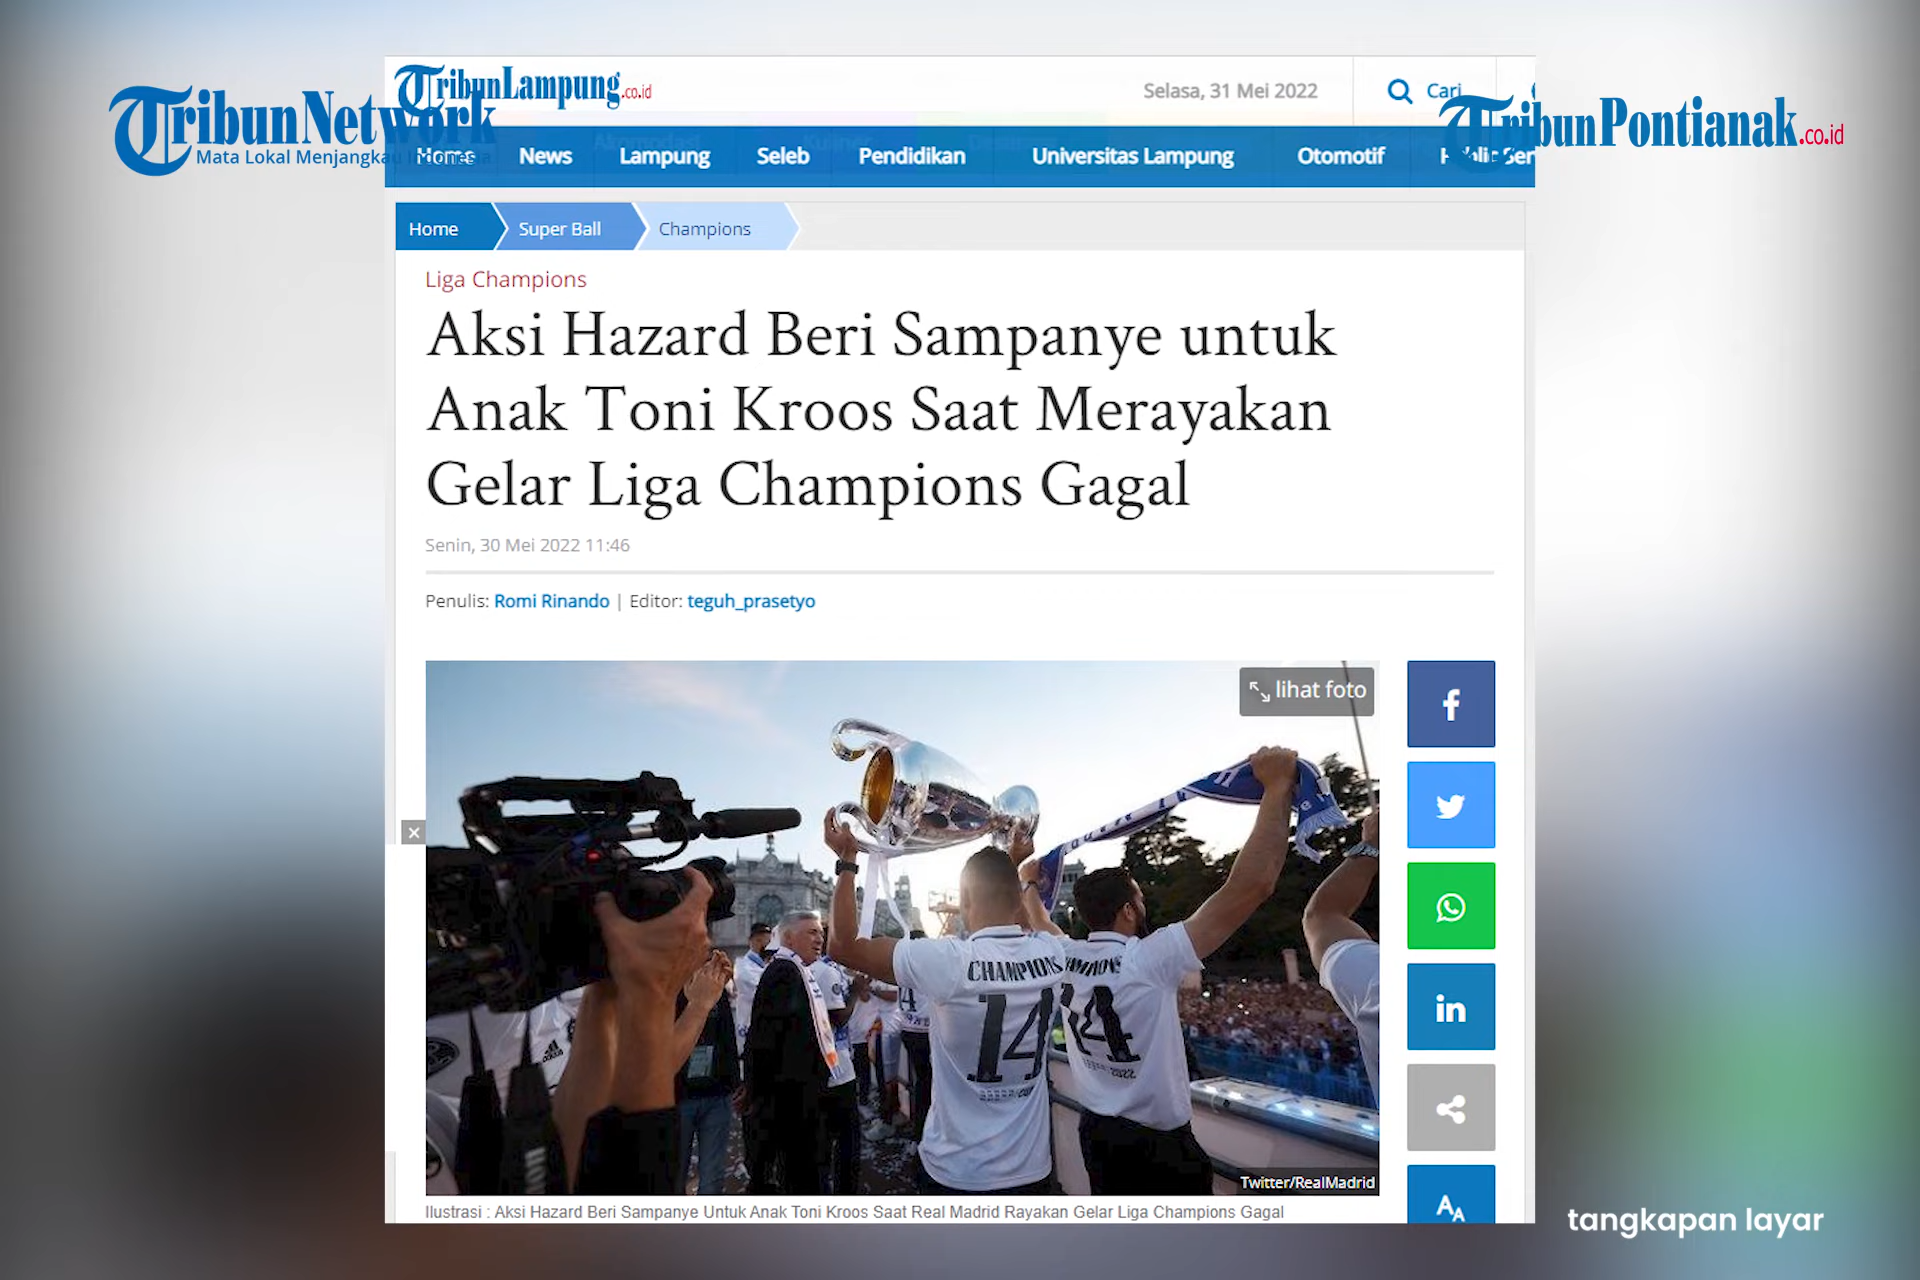 TribunNetwork
Mata Lokal Menjangkau Indonesia
TribunLampung.co.id
Selasa, 31 Mei 2022
Cari
TribunPontianak.co.id
Home News Lampung Seleb Pendidikan Universitas Lampung Otomotif
Home Super Ball Champions
Liga Champions
Aksi Hazard Beri Sampanye untuk
Anak Toni Kroos Saat Merayakan
Gelar Liga Champions Gagal
Senin, 30 Mei 2022 11:46
Penulis: Romi Rinando | Editor: teguh_prasetyo
lihat foto
CHAMPIONS
14
14
14
Twitter/RealMadrid
Ilustrasi : Aksi Hazard Beri Sampanye Untuk Anak Toni Kroos Saat Real Madrid Rayakan Gelar Liga Champions Gagal
AA
tangkapan layar